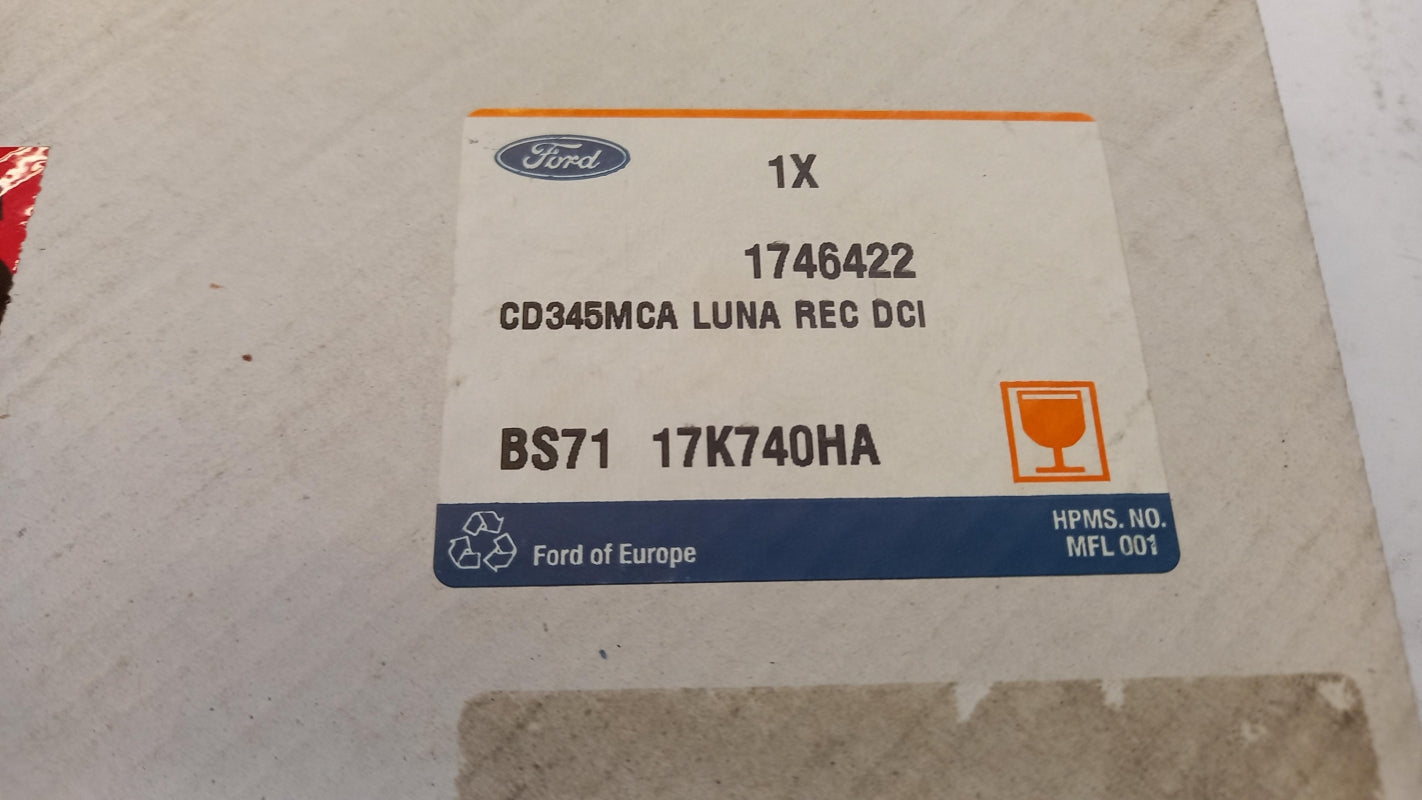 Ford
1X
1746422
CD345MCA LUNA REC DCI
BS71 17K740HA
Ford of Europe
HPMS. NO.
MFL 001